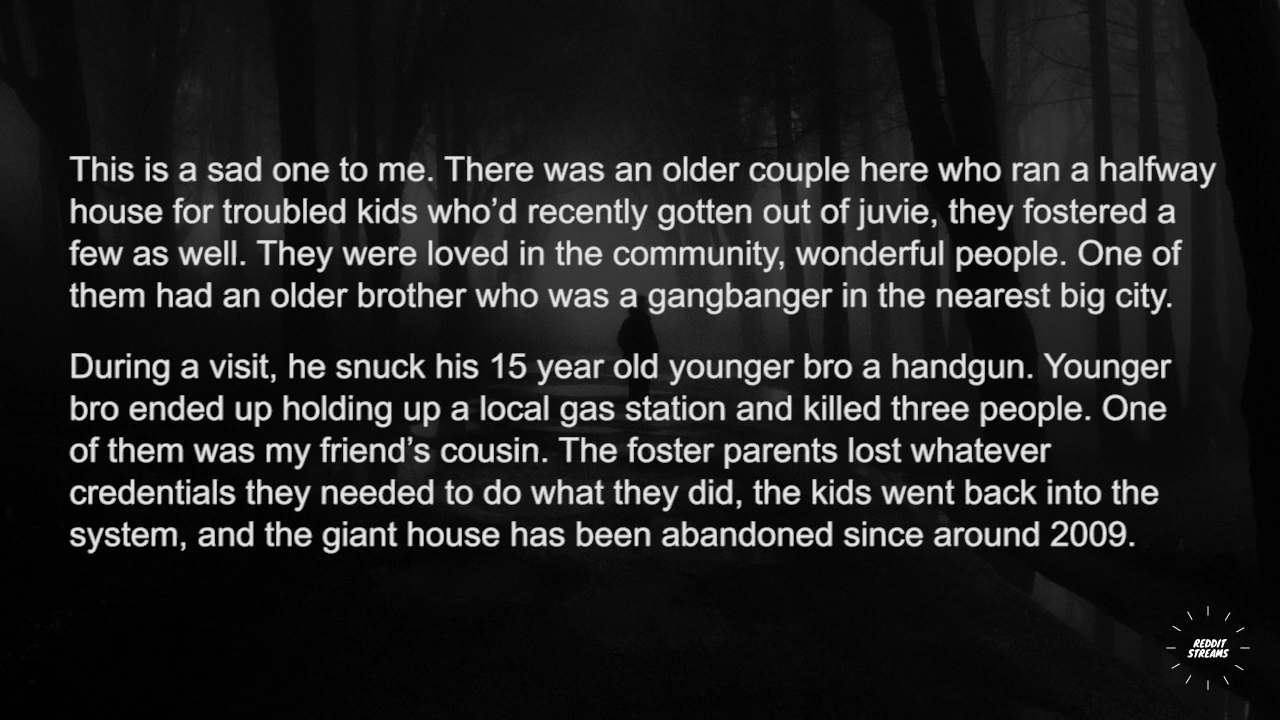 This is a sad one to me. There was an older couple here who ran a halfway
house for troubled kids who’d recently gotten out of juvie, they fostered a
few as well. They were loved in the community, wonderful people. One of
them had an older brother who was a gangbanger in the nearest big city.
During a visit, he snuck his 15 year old younger bro a handgun. Younger
bro ended up holding up a local gas station and killed three people. One
of them was my friend’s cousin. The foster parents lost whatever
credentials they needed to do what they did, the kids went back into the
system, and the giant house has been abandoned since around 2009.
REDDIT
STREAMS